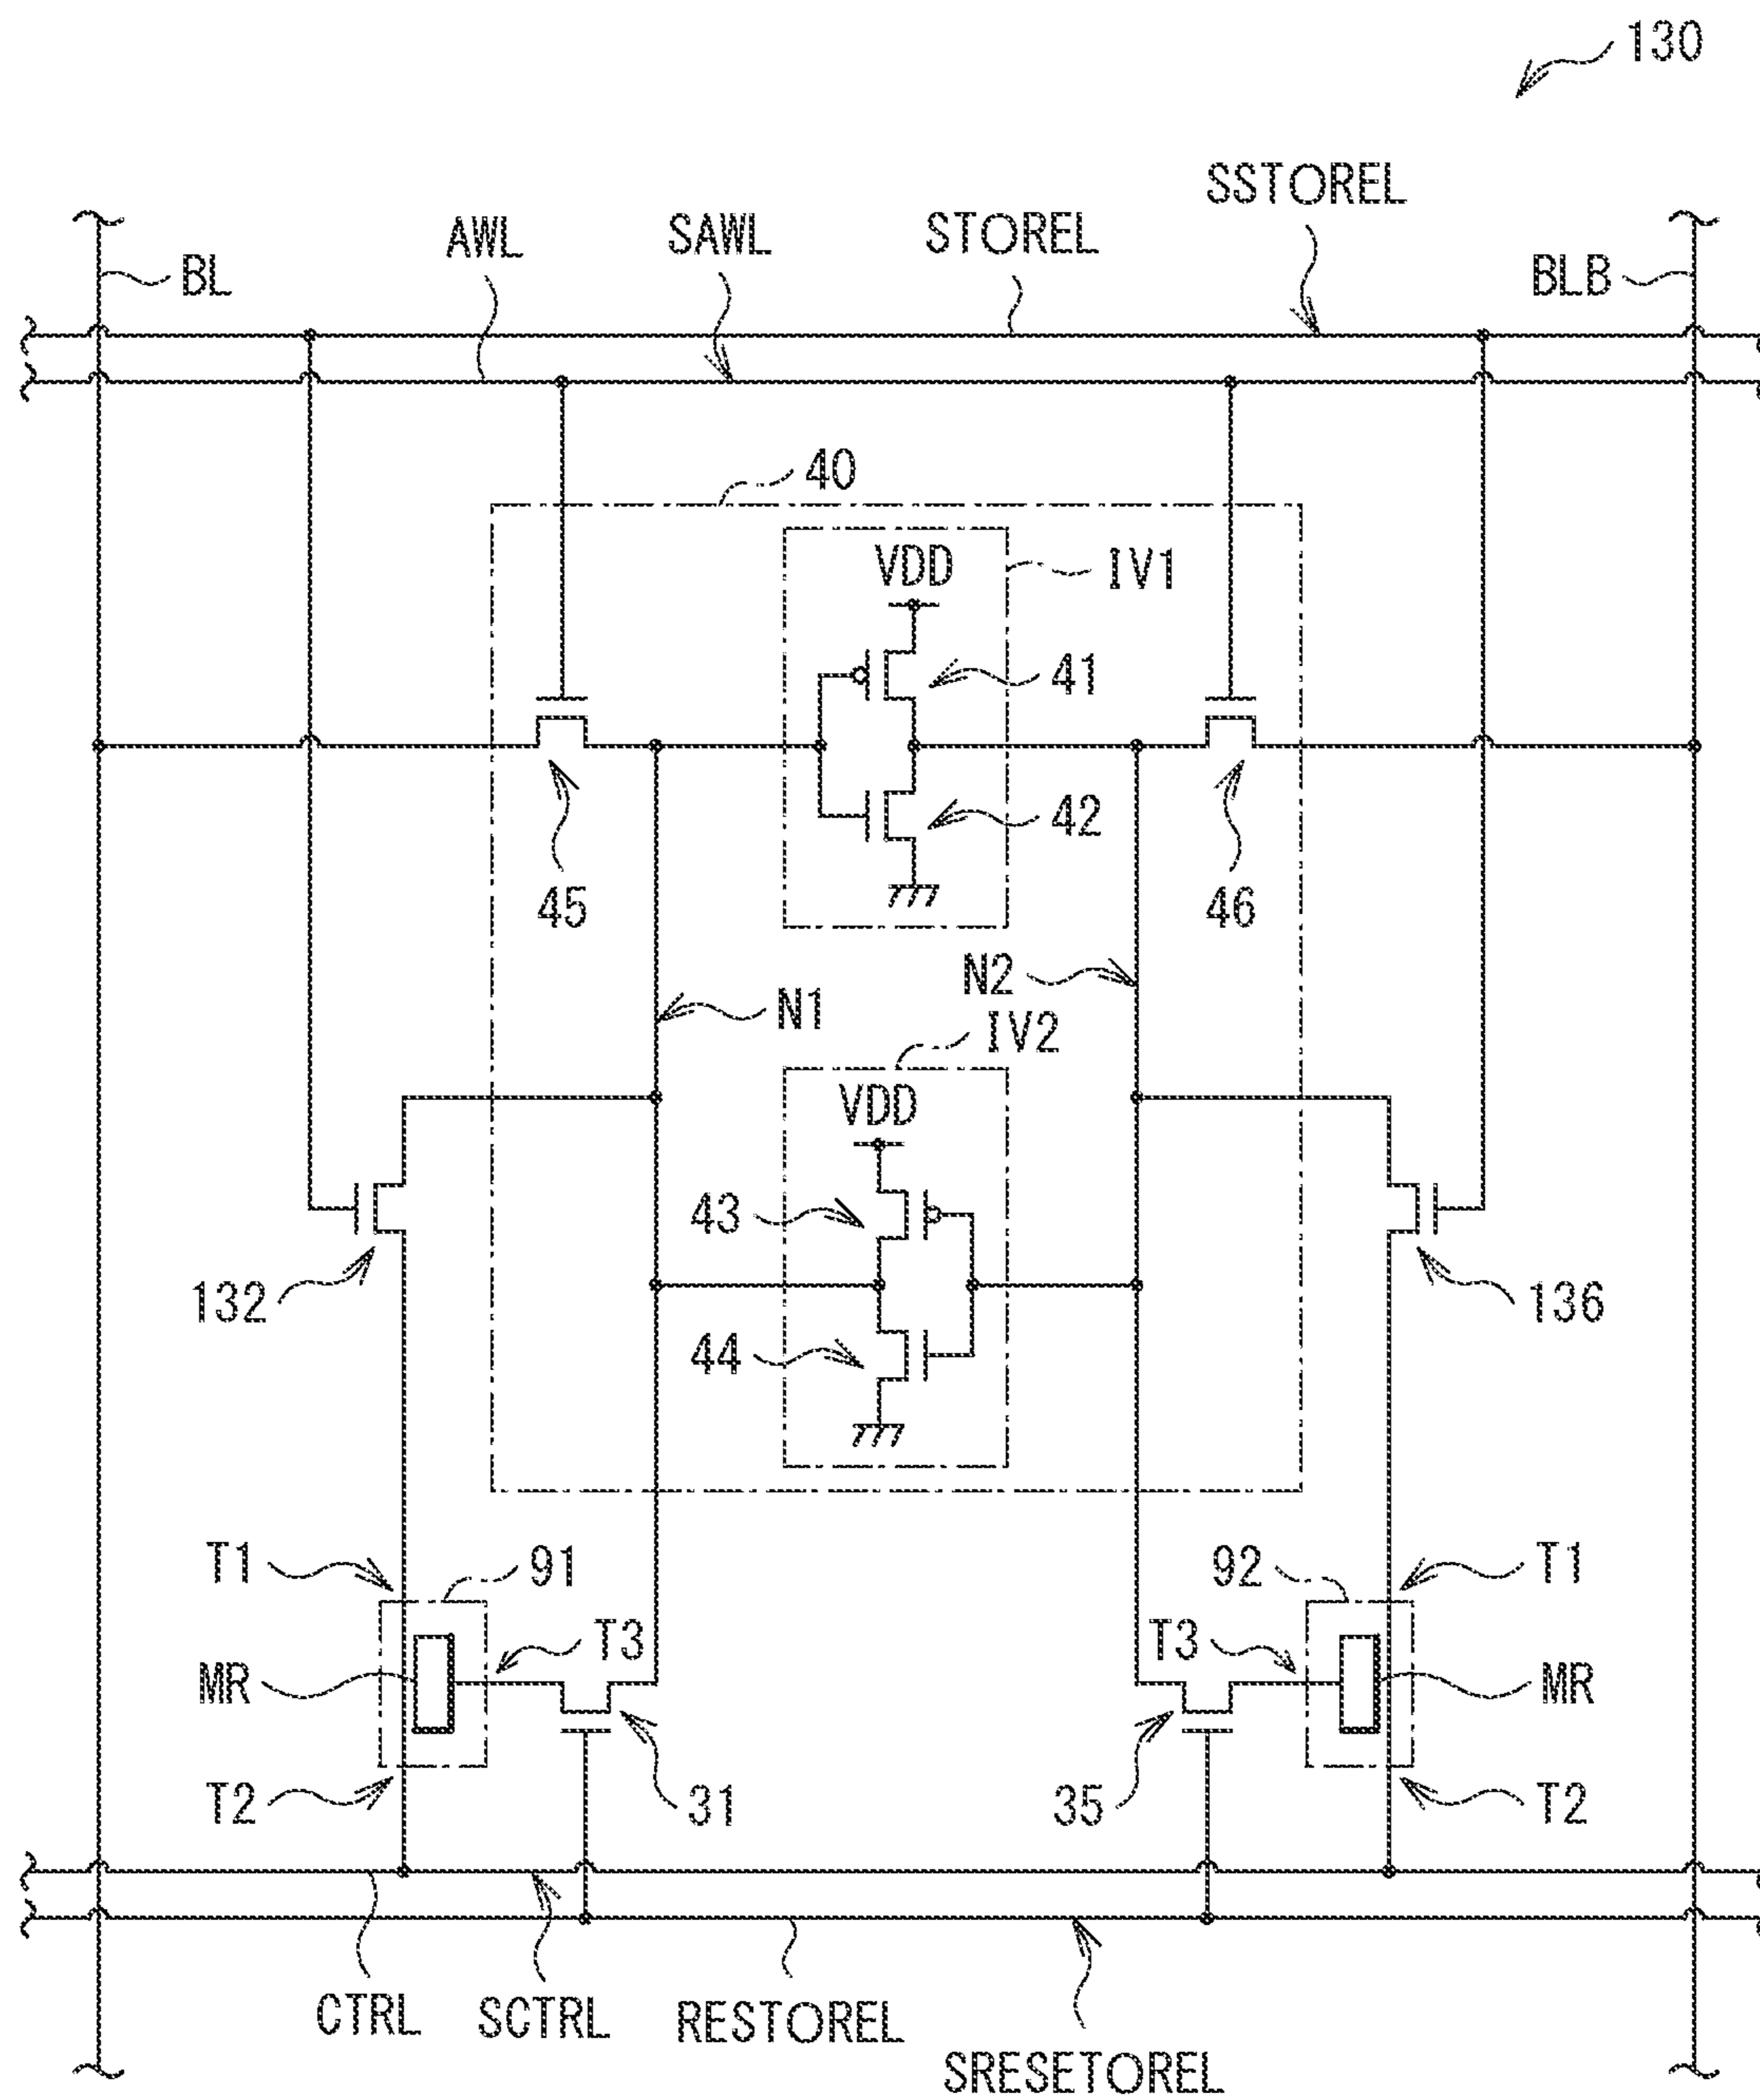 130
SSTOREL
AWL
SAWL
STOREL
BL
BLB
40
VDD
IV1
41
42
45
46
N2
N1
IV2
VDD
43
132
136
44
T1
91
92
T1
T3
T3
MR
MR
T2
31
35
T2
CTRL
SCTRL
RESTOREL
SRESETOREL